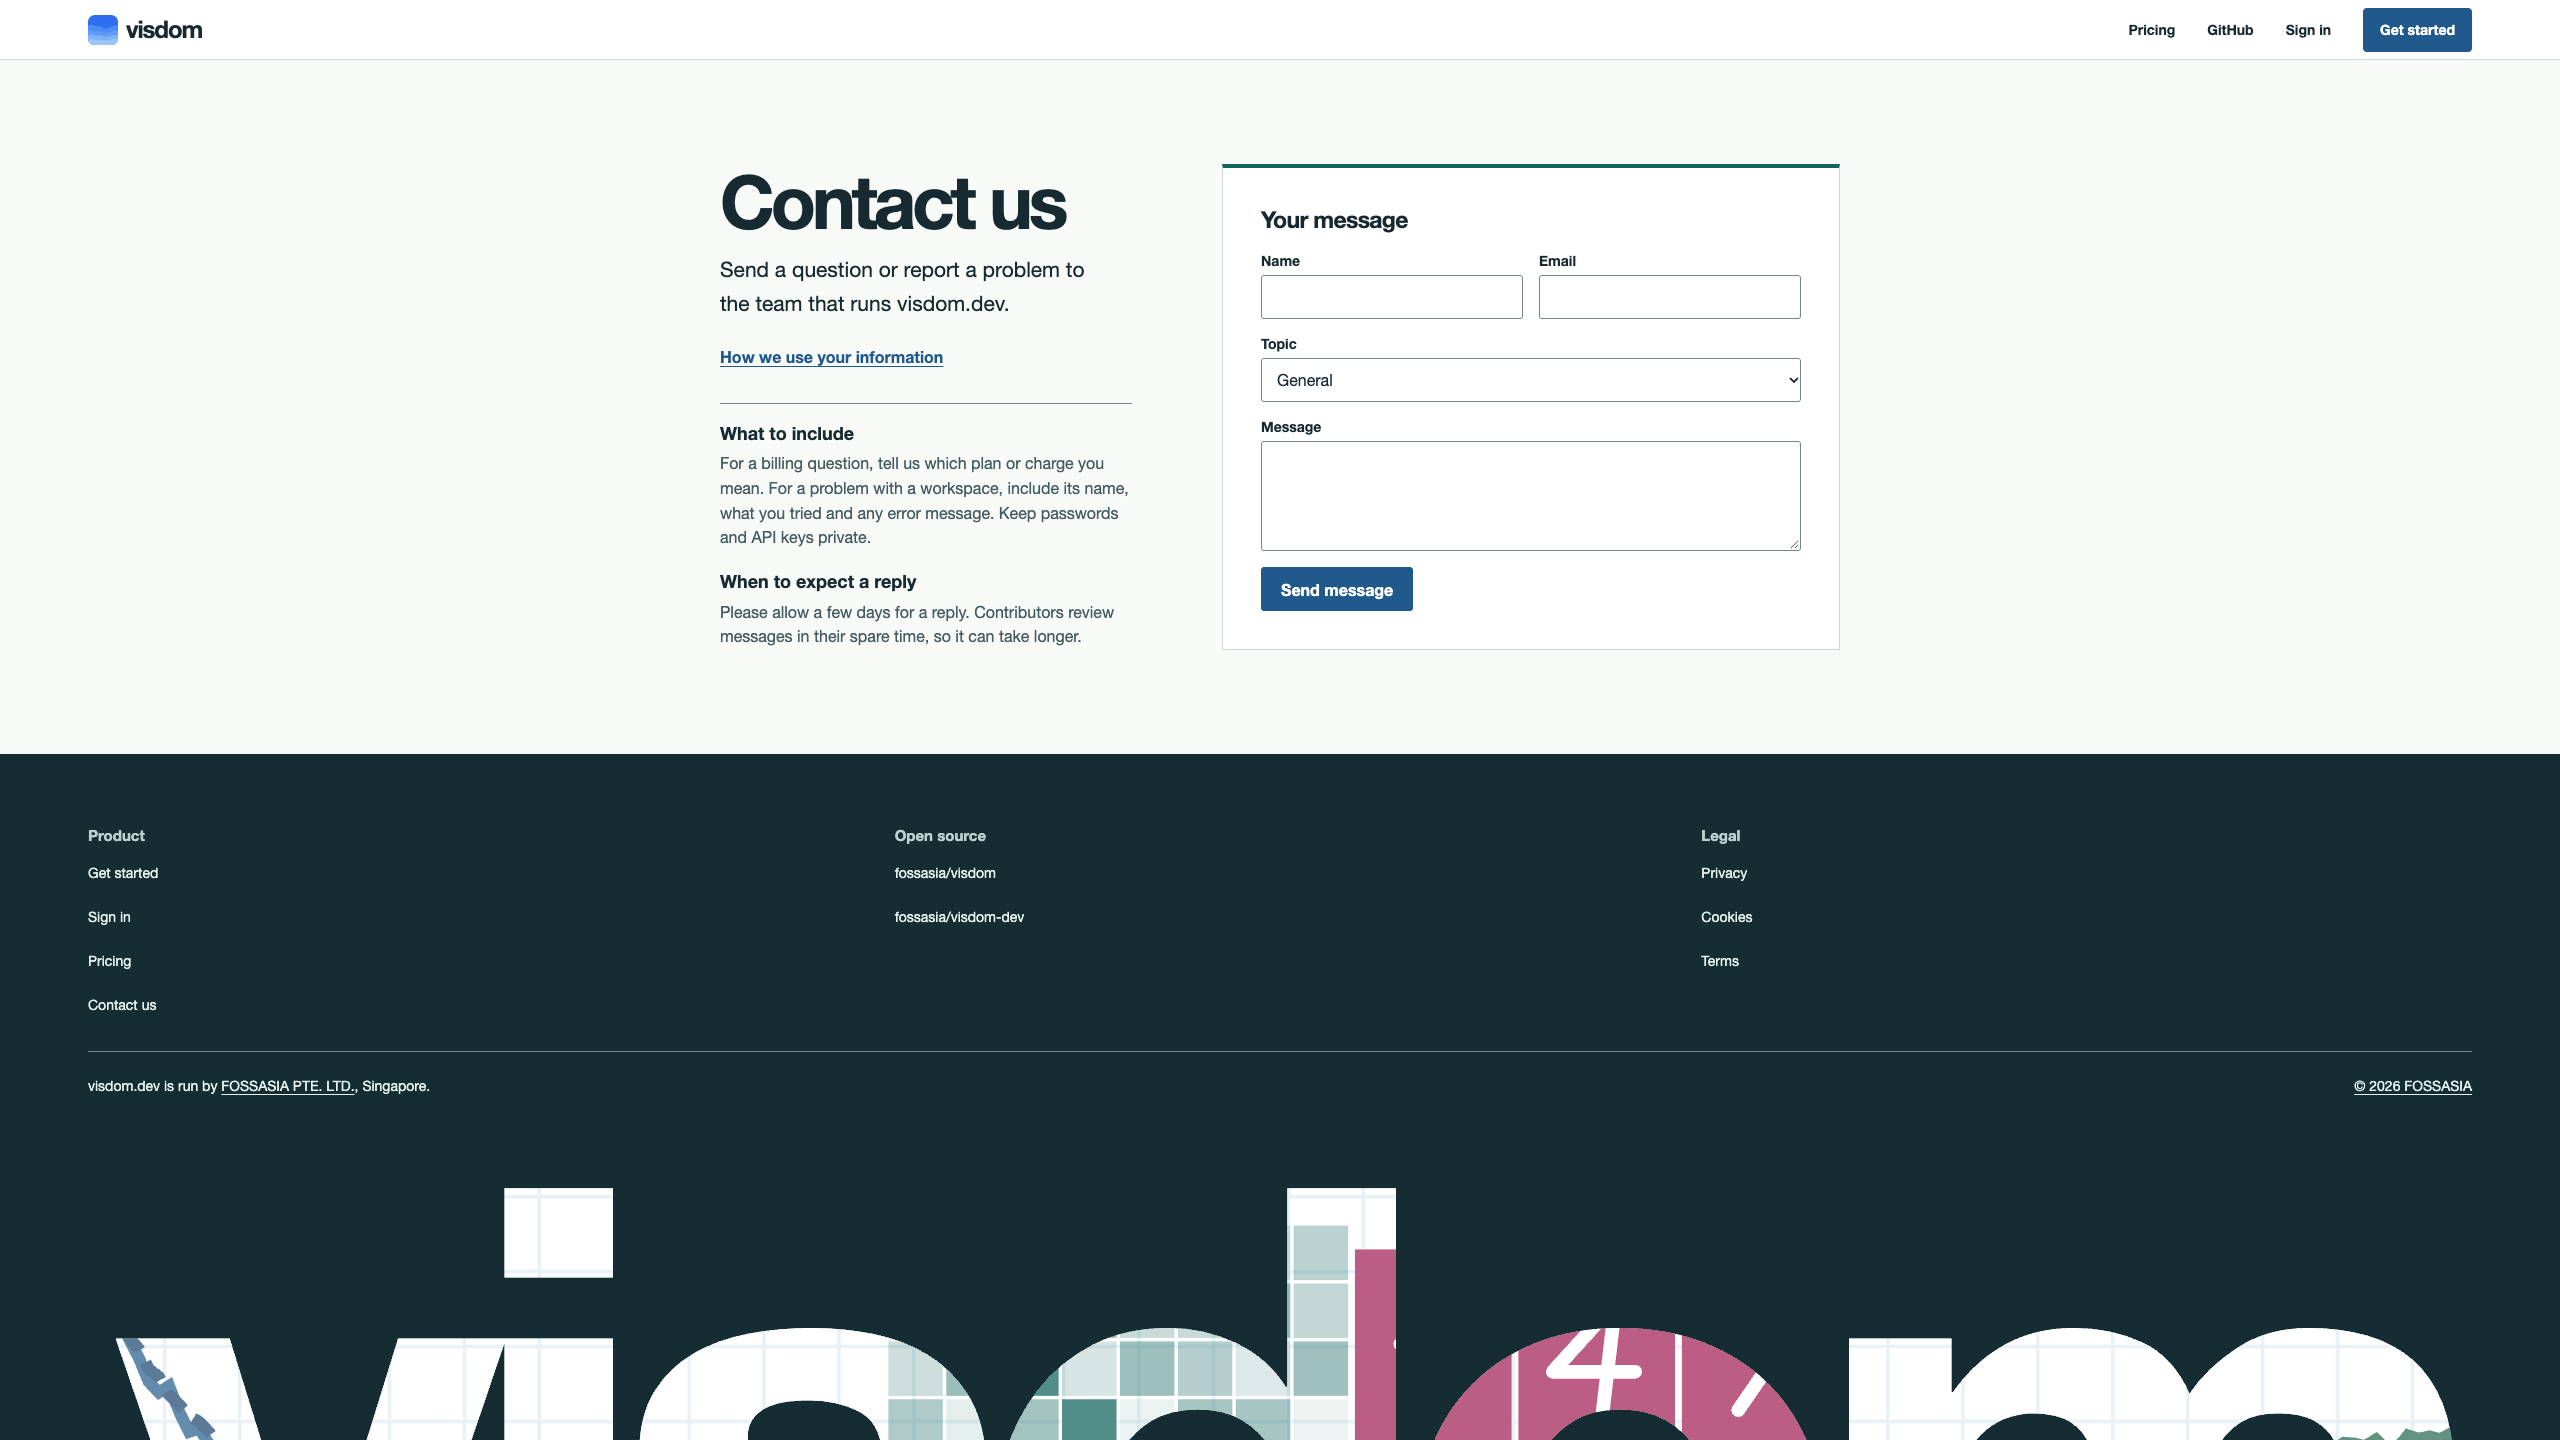 visdom
Pricing
GitHub
Sign in
Get started
Contact us
Send a question or report a problem to
the team that runs visdom.dev.
How we use your information
What to include
For a billing question, tell us which plan or charge you
mean. For a problem with a workspace, include its name,
what you tried and any error message. Keep passwords
and API keys private.
When to expect a reply
Please allow a few days for a reply. Contributors review
messages in their spare time, so it can take longer.
Your message
Name
Email
Topic
General
Message
Send message
Product
Get started
Sign in
Pricing
Contact us
Open source
fossasia/visdom
fossasia/visdom-dev
Legal
Privacy
Cookies
Terms
visdom.dev is run by FOSSASIA PTE. LTD., Singapore.
© 2026 FOSSASIA
visdom
4